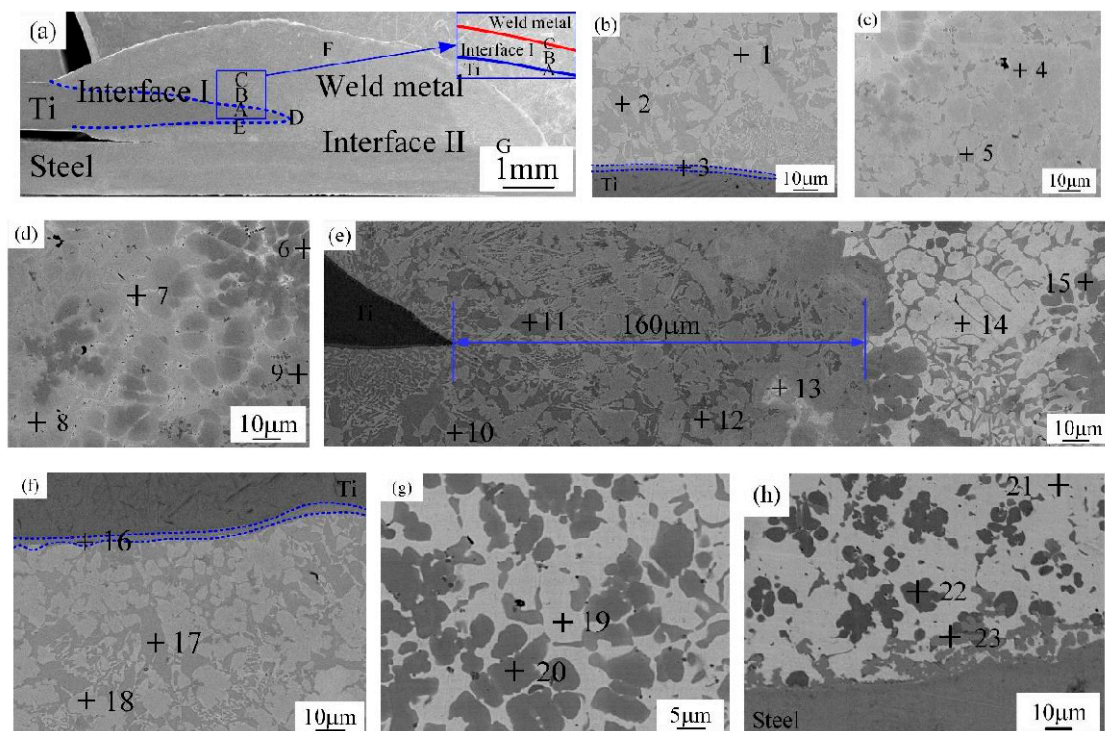 (a)
F
Weld metal
Interface I
Ti
C
B
A
Interface I
C
B
A
Weld metal
Ti
D
E
Interface II
G
Steel
1mm
(b)
1
2
3
Ti
10μm
(c)
4
5
10μm
(d)
6
7
9
8
10μm
(e)
Ti
11
160μm
15
14
13
12
10
10μm
(f)
Ti
16
17
18
10μm
(g)
19
20
5μm
(h)
21
22
23
Steel
10μm